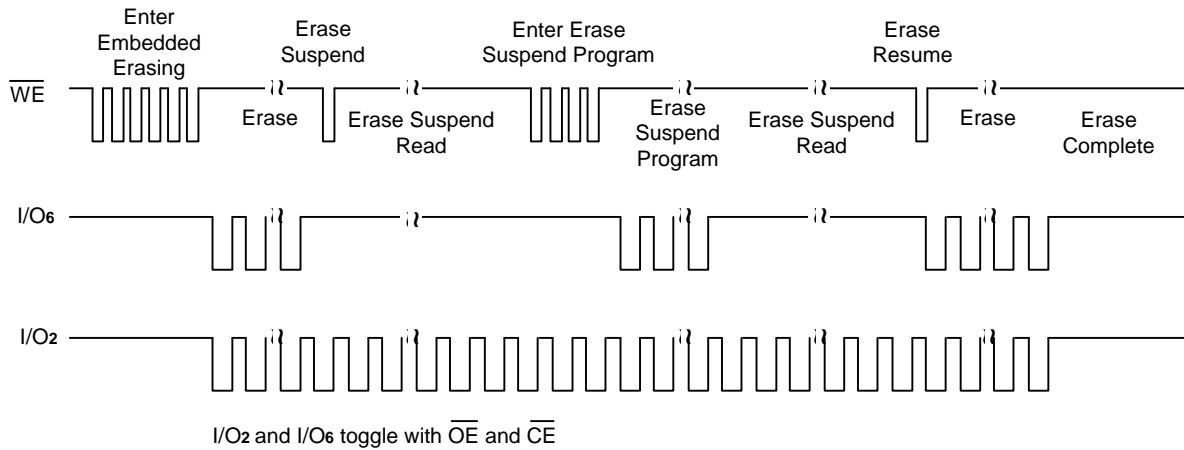 Enter
Embedded
Erasing
Erase
Suspend
Enter Erase
Suspend Program
Erase
Resume
WE
Erase
Erase Suspend
Read
Erase
Suspend
Program
Erase Suspend
Read
Erase
Erase
Complete
I/O6
I/O2
I/O2 and I/O6 toggle with OE and CE